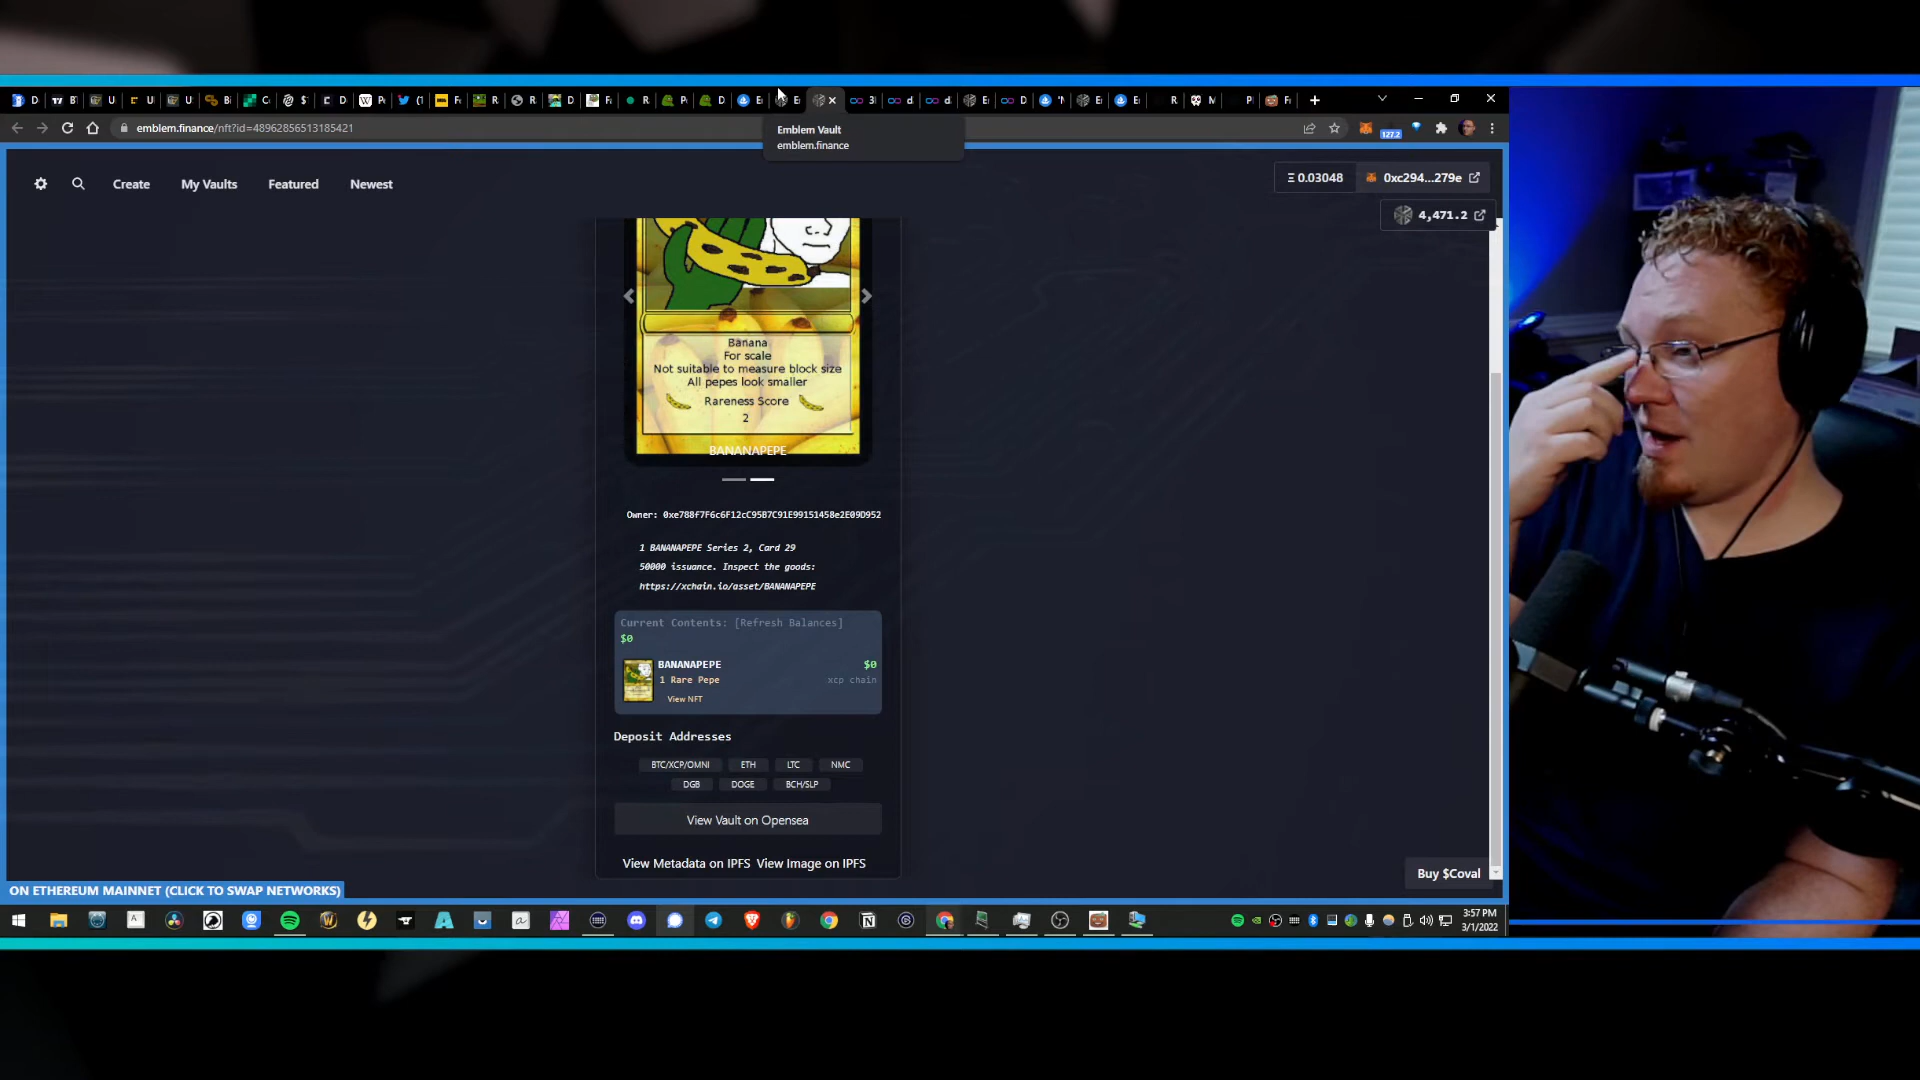 Emblem Vault
emblem.finance
emblem.finance/nft?id=48962856513185421
127.2
Create
My Vaults
Featured
Newest
Ξ 0.03048
0xc294...279e
4,471.2
Banana
For scale
Not suitable to measure block size
All pepes look smaller
Rareness Score
2
BANANAPEPE
Owner: 0xe788f7F6c6F12cC95B7C91E99151458e2E09D952
1 BANANAPEPE Series 2, Card 29
50000 issuance. Inspect the goods:
https://xchain.io/asset/BANANAPEPE
Current Contents: [Refresh Balances]
$0
BANANAPEPE $0
1 Rare Pepe xcp chain
View NFT
Deposit Addresses
BTC/XCP/OMNI ETH LTC NMC
DGB DOGE BCH/SLP
View Vault on Opensea
View Metadata on IPFS View Image on IPFS
Buy $Coval
ON ETHEREUM MAINNET (CLICK TO SWAP NETWORKS)
3:57 PM
3/1/2022